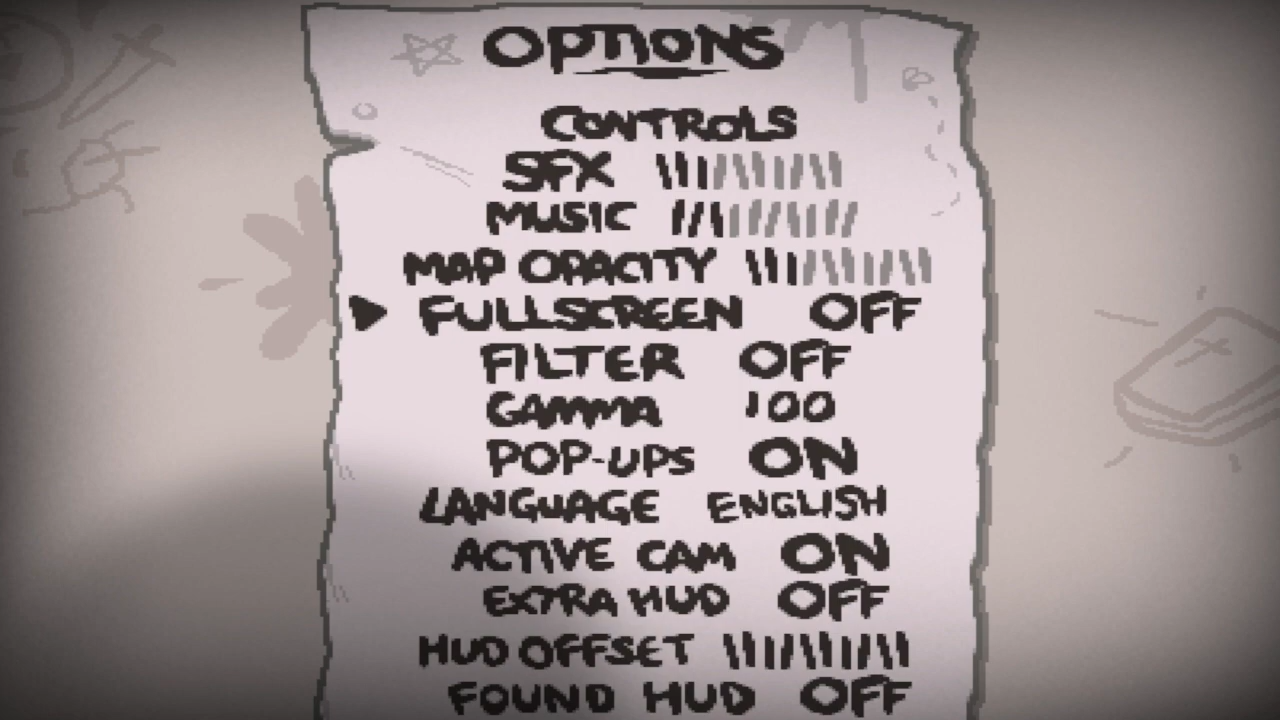 OPTIONS
CONTROLS
SFX
MUSIC
MAP OPACITY
FULLSCREEN OFF
FILTER OFF
GAMMA 100
POP-UPS ON
LANGUAGE ENGLISH
ACTIVE CAM ON
EXTRA HUD OFF
HUD OFFSET
FOUND HUD OFF